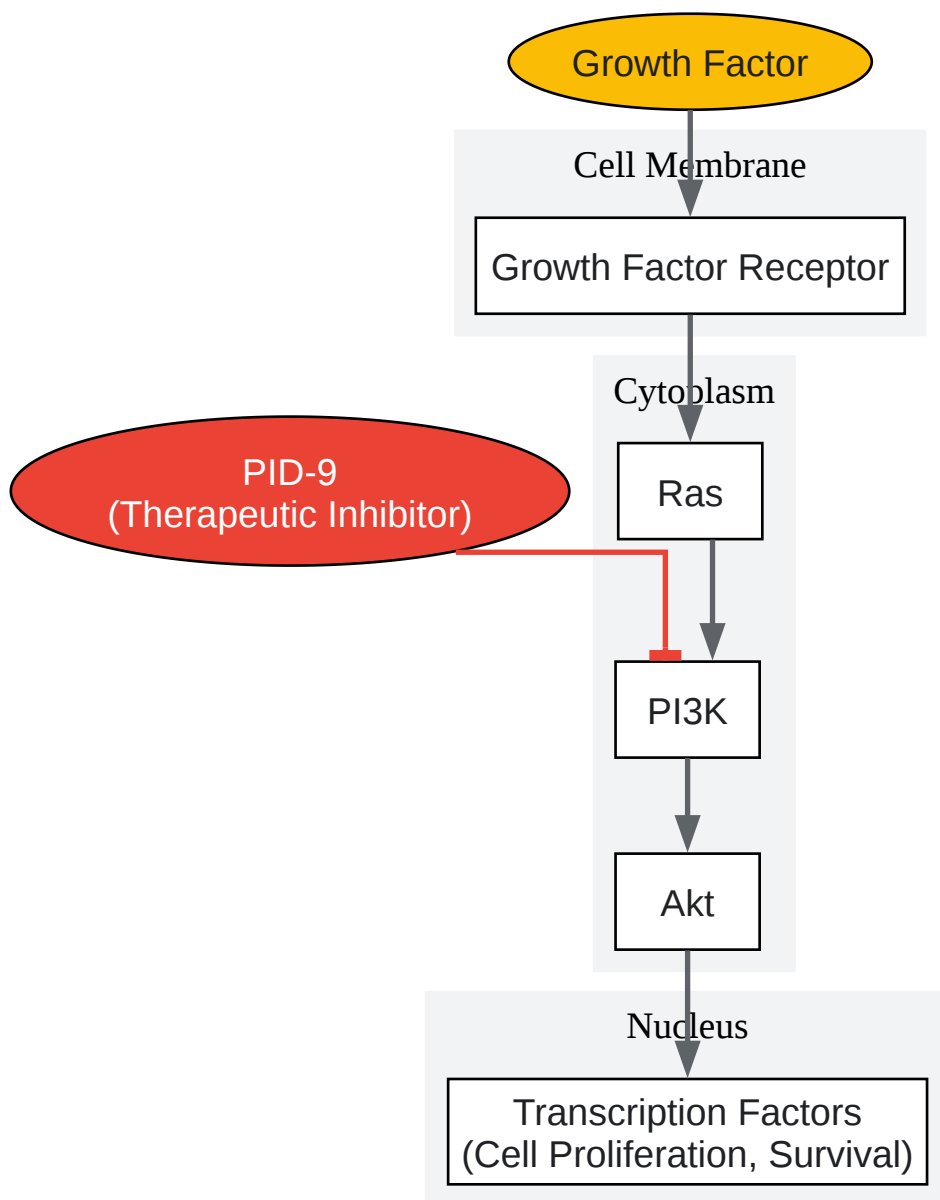 Growth Factor
Cell Membrane
Growth Factor Receptor
Cytoplasm
PID-9
(Therapeutic Inhibitor)
Ras
PI3K
Akt
Nucleus
Transcription Factors
(Cell Proliferation, Survival)